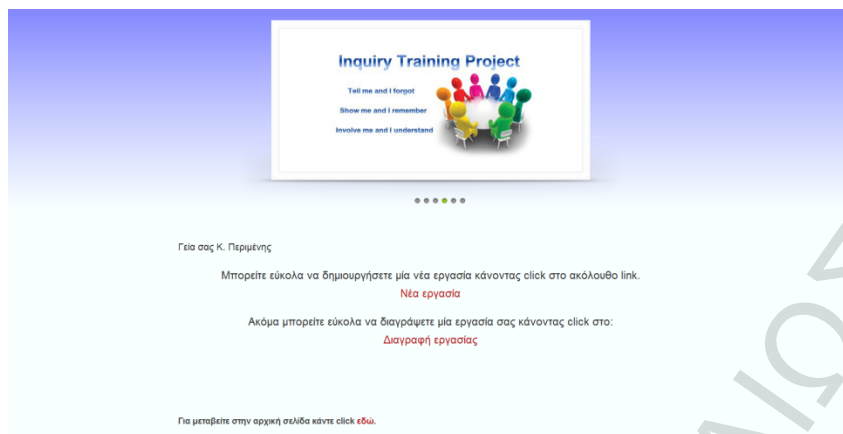 Inquiry Training Project
Tell me and I forgot
Show me and I remember
Involve me and I understand
Γεία σας Κ. Περιμένης
Μπορείτε εύκολα να δημιουργήσετε μία νέα εργασία κάνοντας click στο ακόλουθο link.
Νέα εργασία
Ακόμα μπορείτε εύκολα να διαγράψετε μία εργασία σας κάνοντας click στο:
Διαγραφή εργασίας
Για μεταβείτε στην αρχική σελίδα κάντε click εδώ.